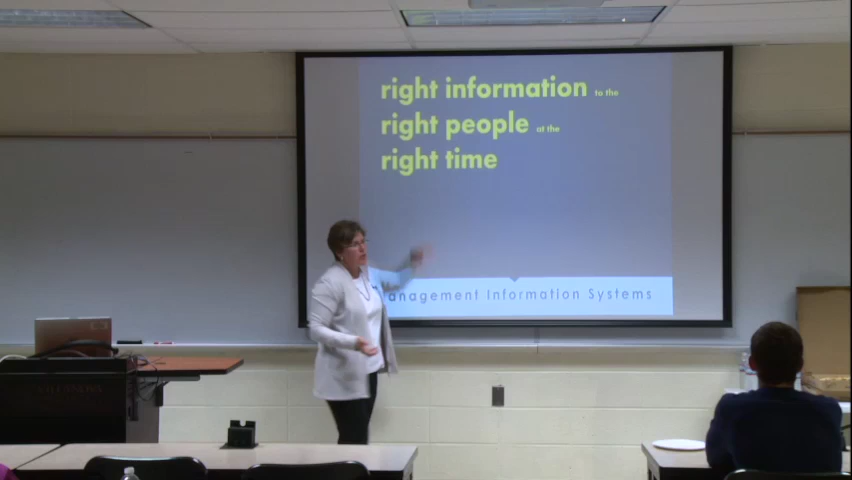 right information to the
right people at the
right time
anagement Information Systems